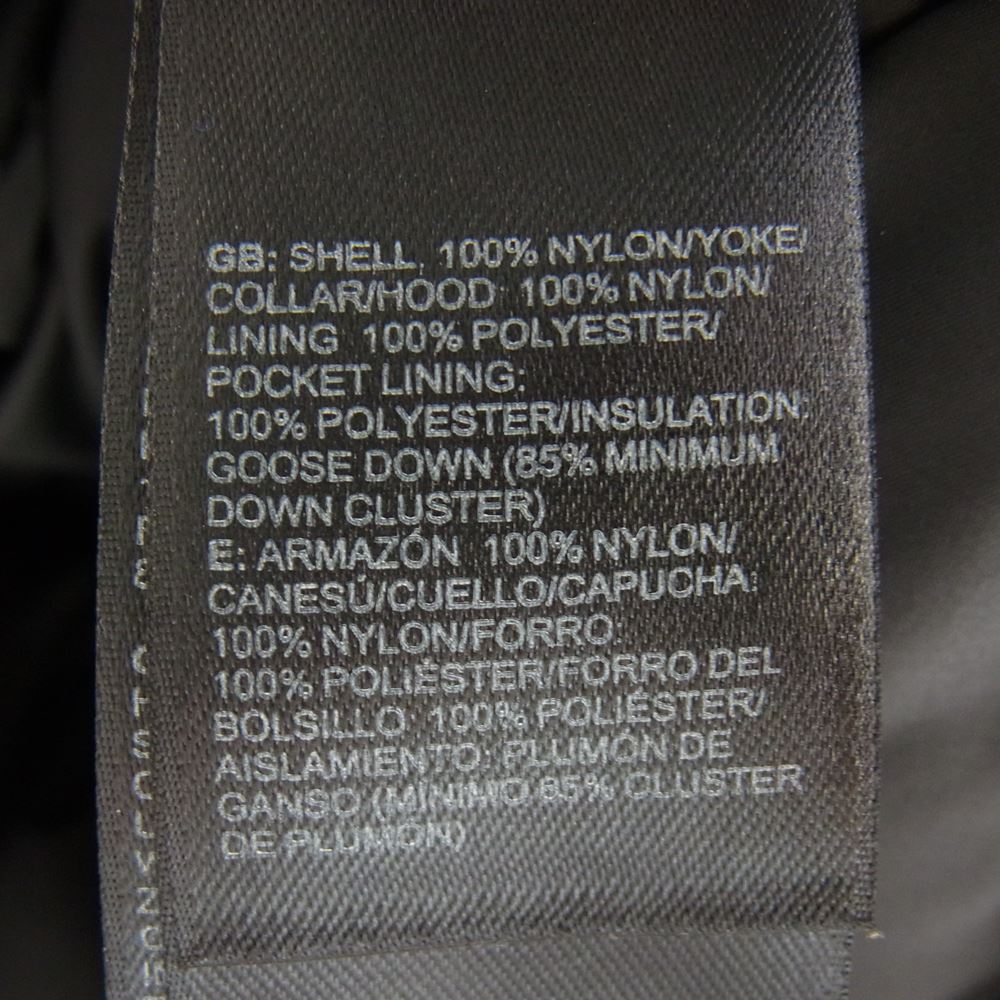 GB: SHELL: 100% NYLON/YOKE/
COLLAR/HOOD: 100% NYLON/
LINING: 100% POLYESTER/
POCKET LINING:
100% POLYESTER/INSULATION:
GOOSE DOWN (85% MINIMUM
DOWN CLUSTER)
E: ARMAZÓN: 100% NYLON/
CANESÚ/CUELLO/CAPUCHA:
100% NYLON/FORRO:
100% POLIÉSTER/FORRO DEL
BOLSILLO: 100% POLIÉSTER/
AISLAMIENTO: PLUMÓN DE
GANSO (MÍNIMO 85% CLUSTER
DE PLUMÓN)